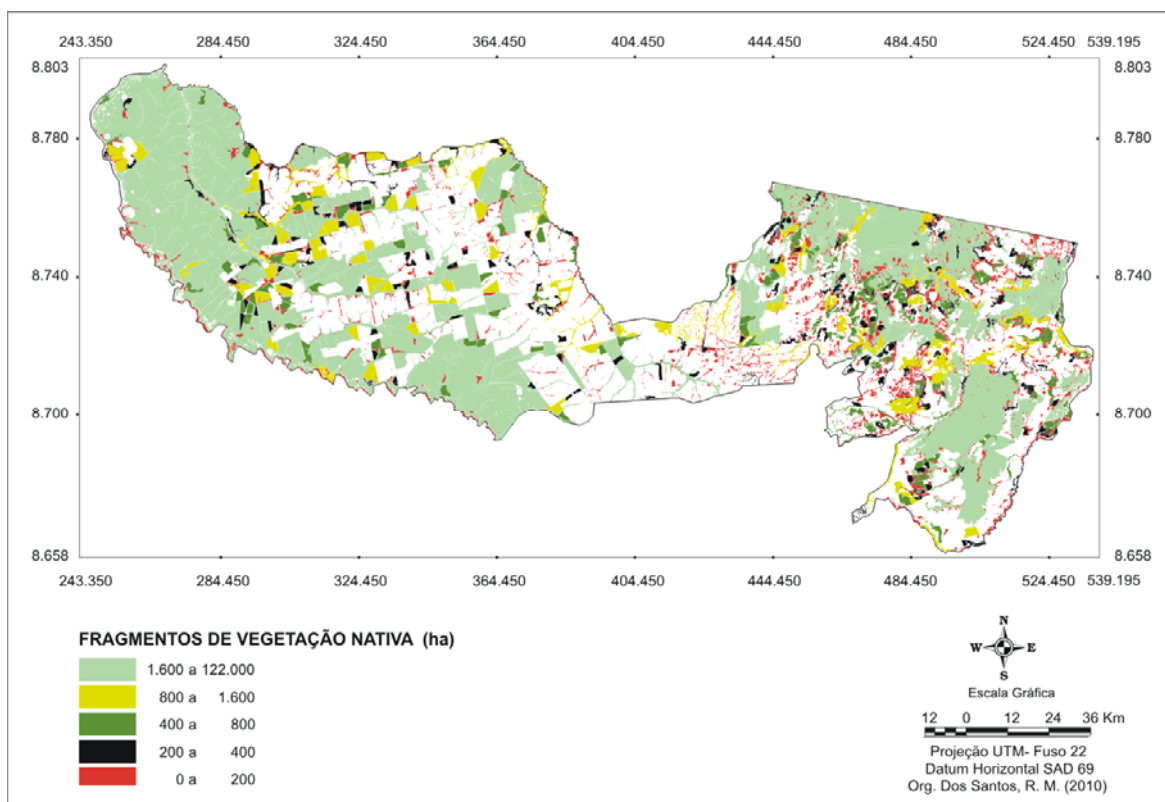 243.350 284.450 324.450 364.450 404.450 444.450 484.450 524.450 539.195
8.803 8.803
8.780 8.780
8.740 8.740
8.700 8.700
8.658 8.658
243.350 284.450 324.450 364.450 404.450 444.450 484.450 524.450 539.195
FRAGMENTOS DE VEGETAÇÃO NATIVA (ha)
1.600 a 122.000
800 a 1.600
400 a 800
200 a 400
0 a 200
N
W E
S
Escala Gráfica
12 0 12 24 36 Km
Projeção UTM- Fuso 22
Datum Horizontal SAD 69
Org. Dos Santos, R. M. (2010)